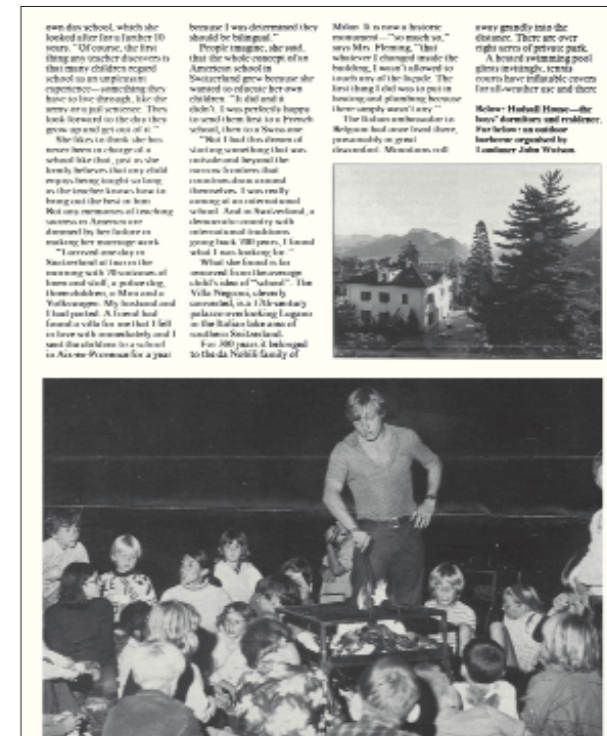 own day school, which she
looked after for a further 10
years. "Of course, the first
thing any teacher discovers is
that many children regard
school as an unpleasant
experience—something they
have to live through, like the
army or a jail sentence. They
look forward to the day they
grow up and get out of it."
She likes to think she has
never been in charge of a
school like that, just as she
firmly believes that any child
enjoys being taught so long
as the teacher knows how to
bring out the best in him.
Not any memories of teaching
success in America are
dimmed by her failure in
making her marriage work.
"I arrived one day in
Switzerland at four in the
morning with 20 suitcases of
linen and stuff, a police dog,
three children, a Mini and a
Volkswagen. My husband and
I had parted. A friend had
found a villa for me that I fell
in love with immediately and I
sent the children to a school
in Aix-en-Provence for a year
because I was determined they
should be bilingual."
People imagine, she said,
that the whole concept of an
American school in
Switzerland grew because she
wanted to educate her own
children. "It did and it
didn't. I was perfectly happy
to send them first to a French
school, then to a Swiss one.
"But I had this dream of
starting something that was
outside and beyond the
narrow frontiers that
countries draw around
themselves. I was really
aiming at an international
school. And in Switzerland, a
democratic country with
international traditions
going back 700 years, I found
what I was looking for."
What she found is far
removed from the average
child's idea of "school". The
Villa Negroni, cleverly
converted, is a 17th-century
palazzo overlooking Lugano
in the Italian lake area of
southern Switzerland.
For 300 years it belonged
to the da Nobili family of
Milan. It is now a historic
monument—"so much so,"
says Mrs. Fleming, "that
whatever I changed inside the
building, I wasn't allowed to
touch any of the façade. The
first thing I did was to put in
heating and plumbing because
there simply wasn't any."
The Italian ambassador to
Belgium had once lived there,
presumably in great
discomfort. Mountains roll
away grandly into the
distance. There are over
eight acres of private park.
A heated swimming pool
glints invitingly, tennis
courts have inflatable covers
for all-weather use and there
Below: Hadsall House—the
boys' dormitory and residence.
Far below: an outdoor
barbecue organised by
Londoner John Watson.